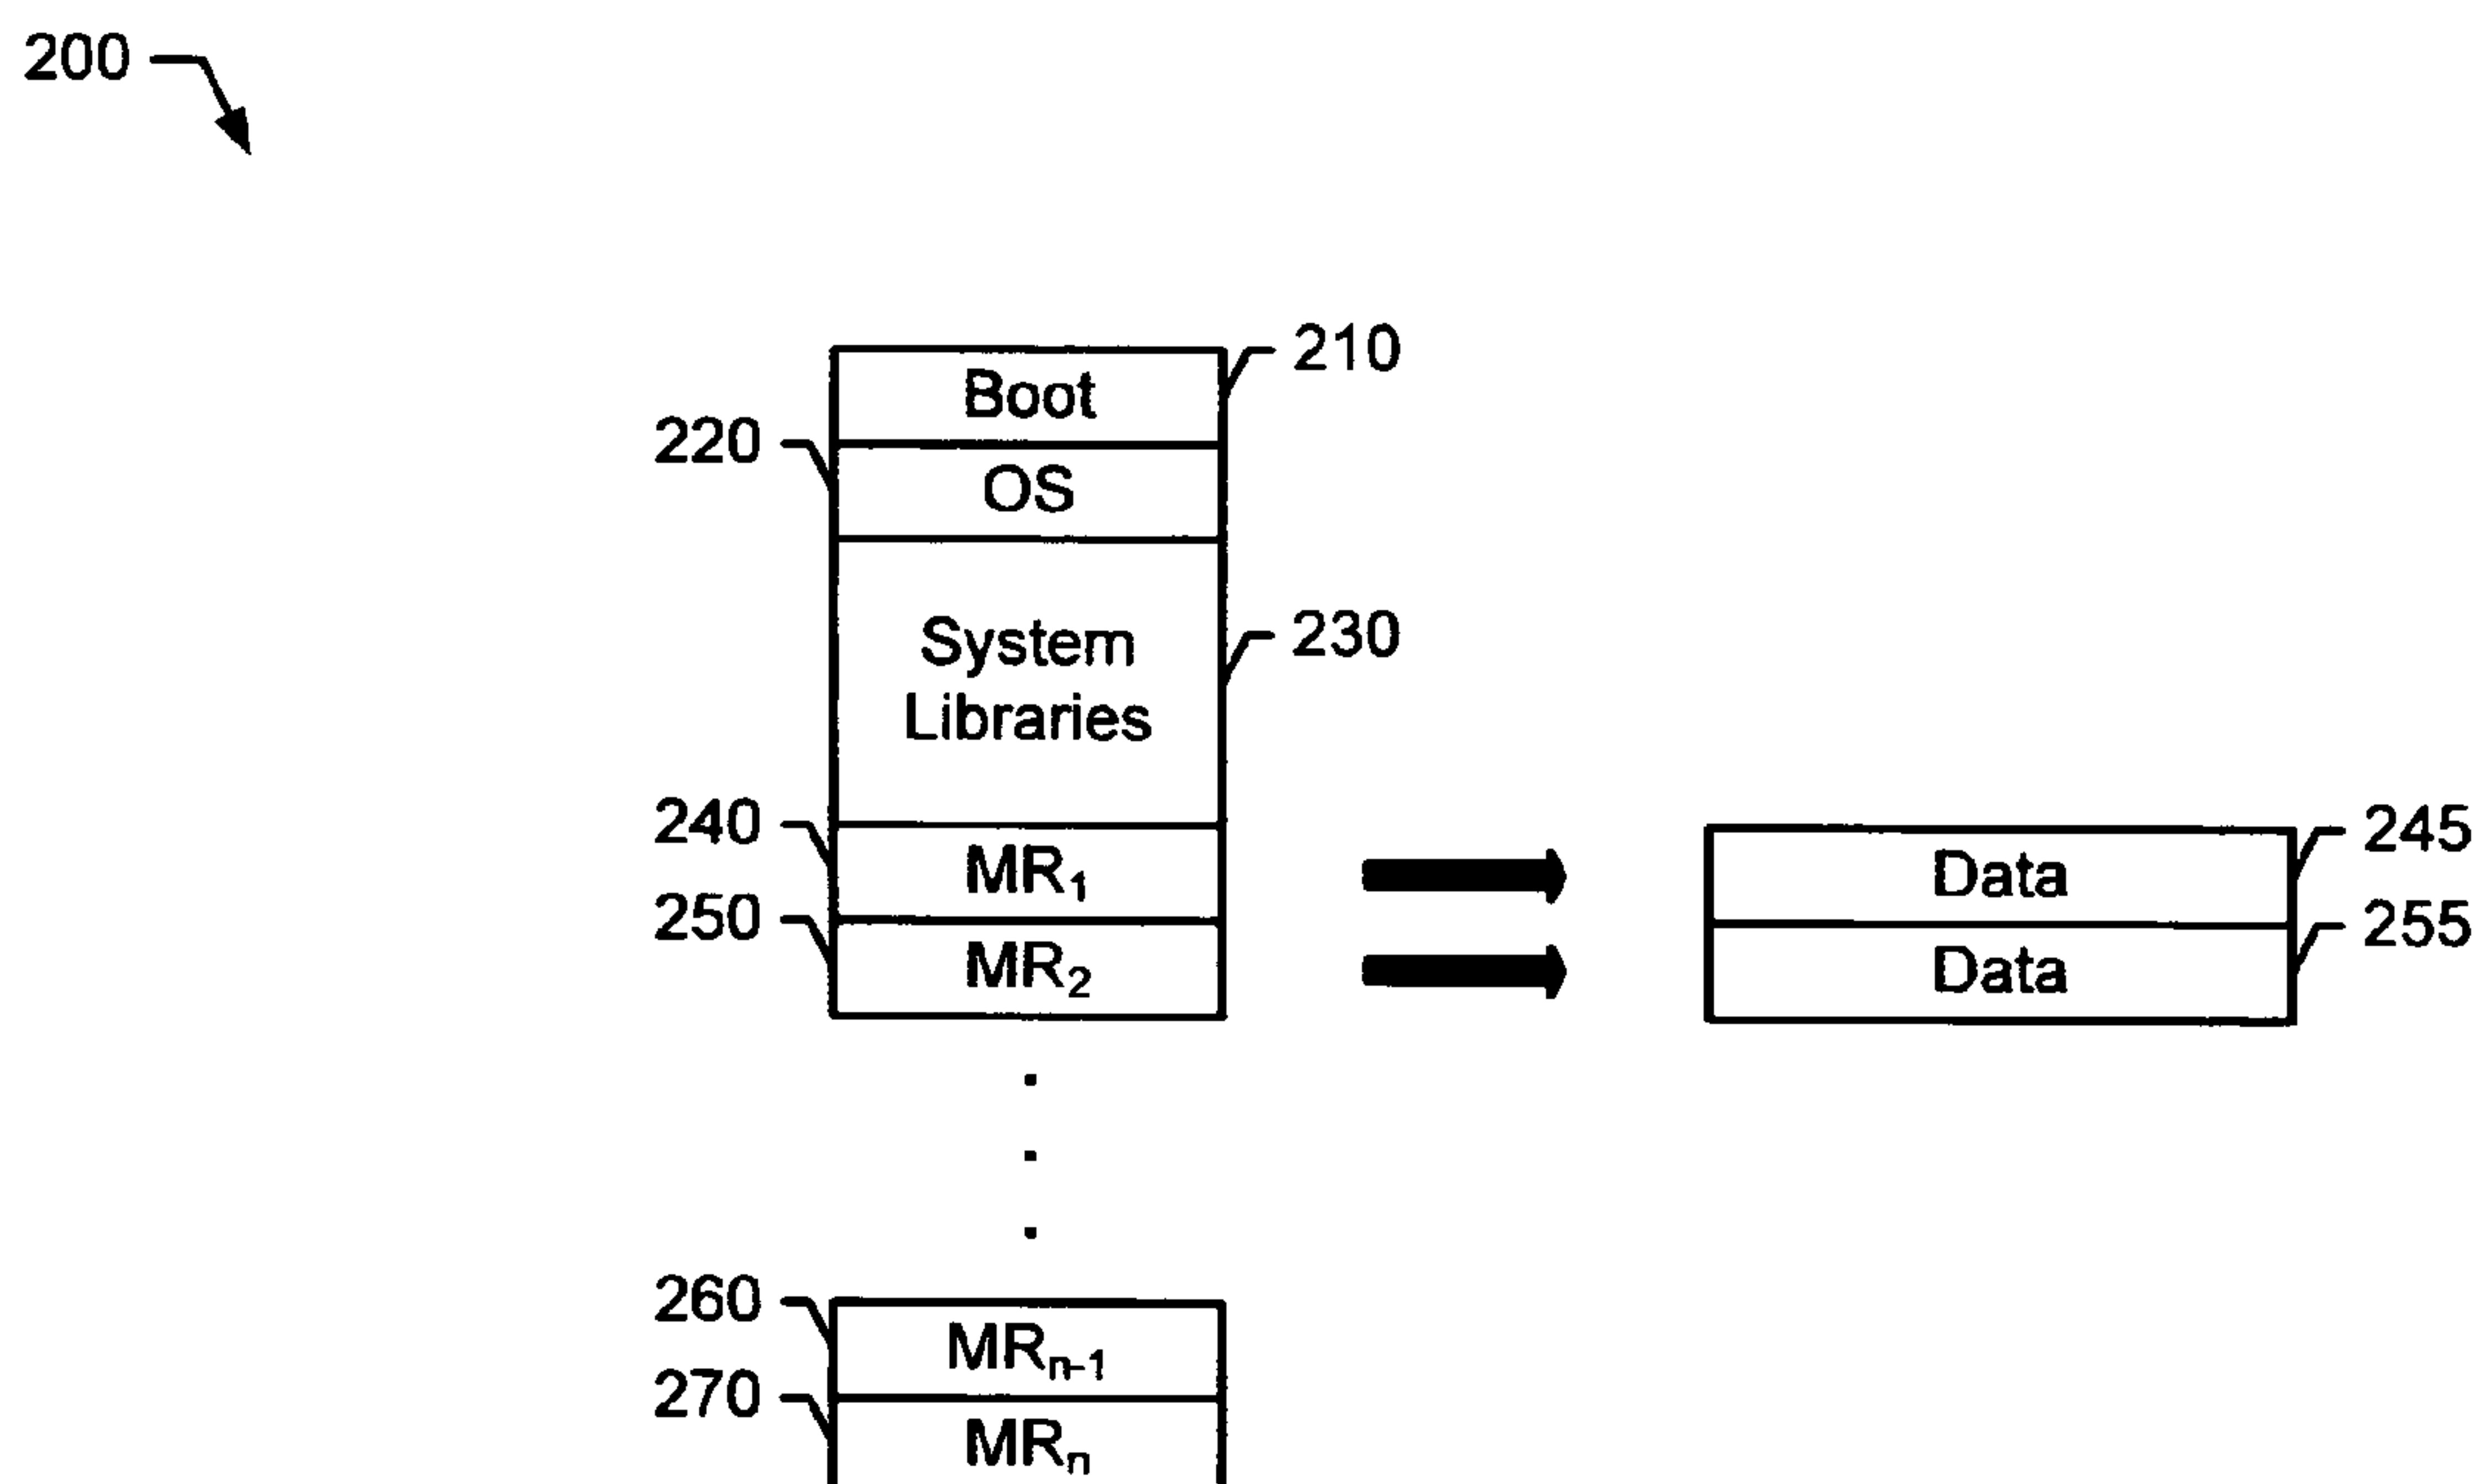 200
210
Boot
220
OS
System
Libraries
230
240
MR₁
Data
245
250
MR₂
Data
255
260
MRₙ₋₁
270
MRₙ